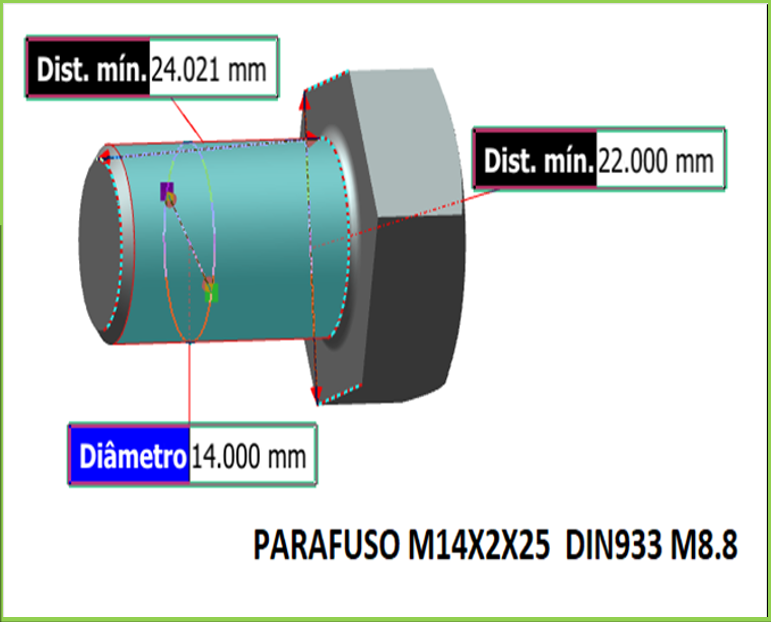 Dist. mín. 24.021 mm
Dist. mín. 22.000 mm
Diâmetro 14.000 mm
PARAFUSO M14X2X25 DIN933 M8.8